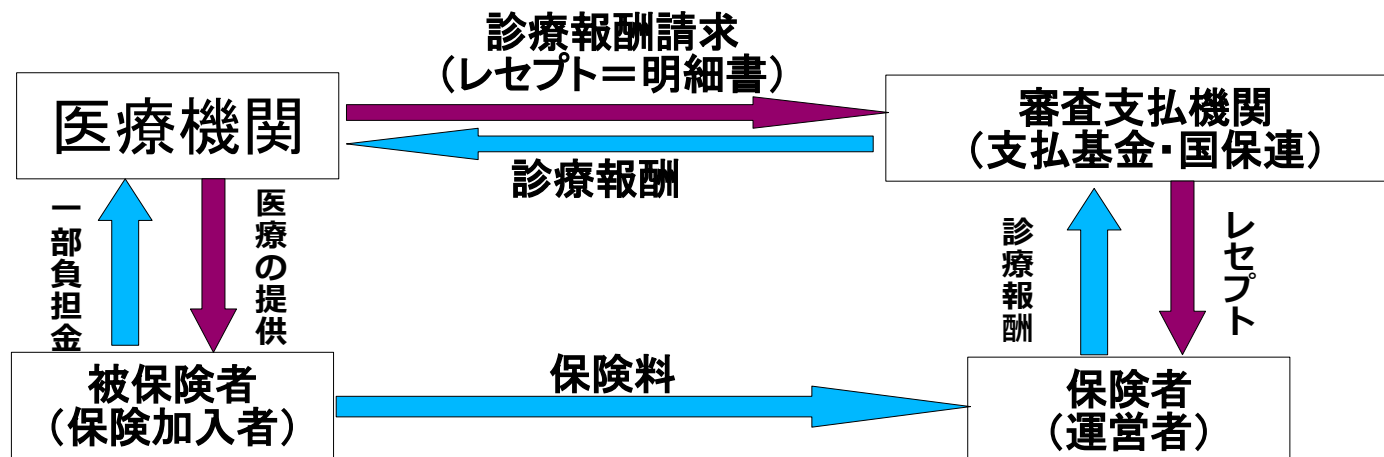 診療報酬請求
（レセプト＝明細書）
医療機関
審査支払機関
（支払基金・国保連）
診療報酬
一部負担金
医療の提供
診療報酬
レセプト
被保険者
（保険加入者）
保険料
保険者
（運営者）